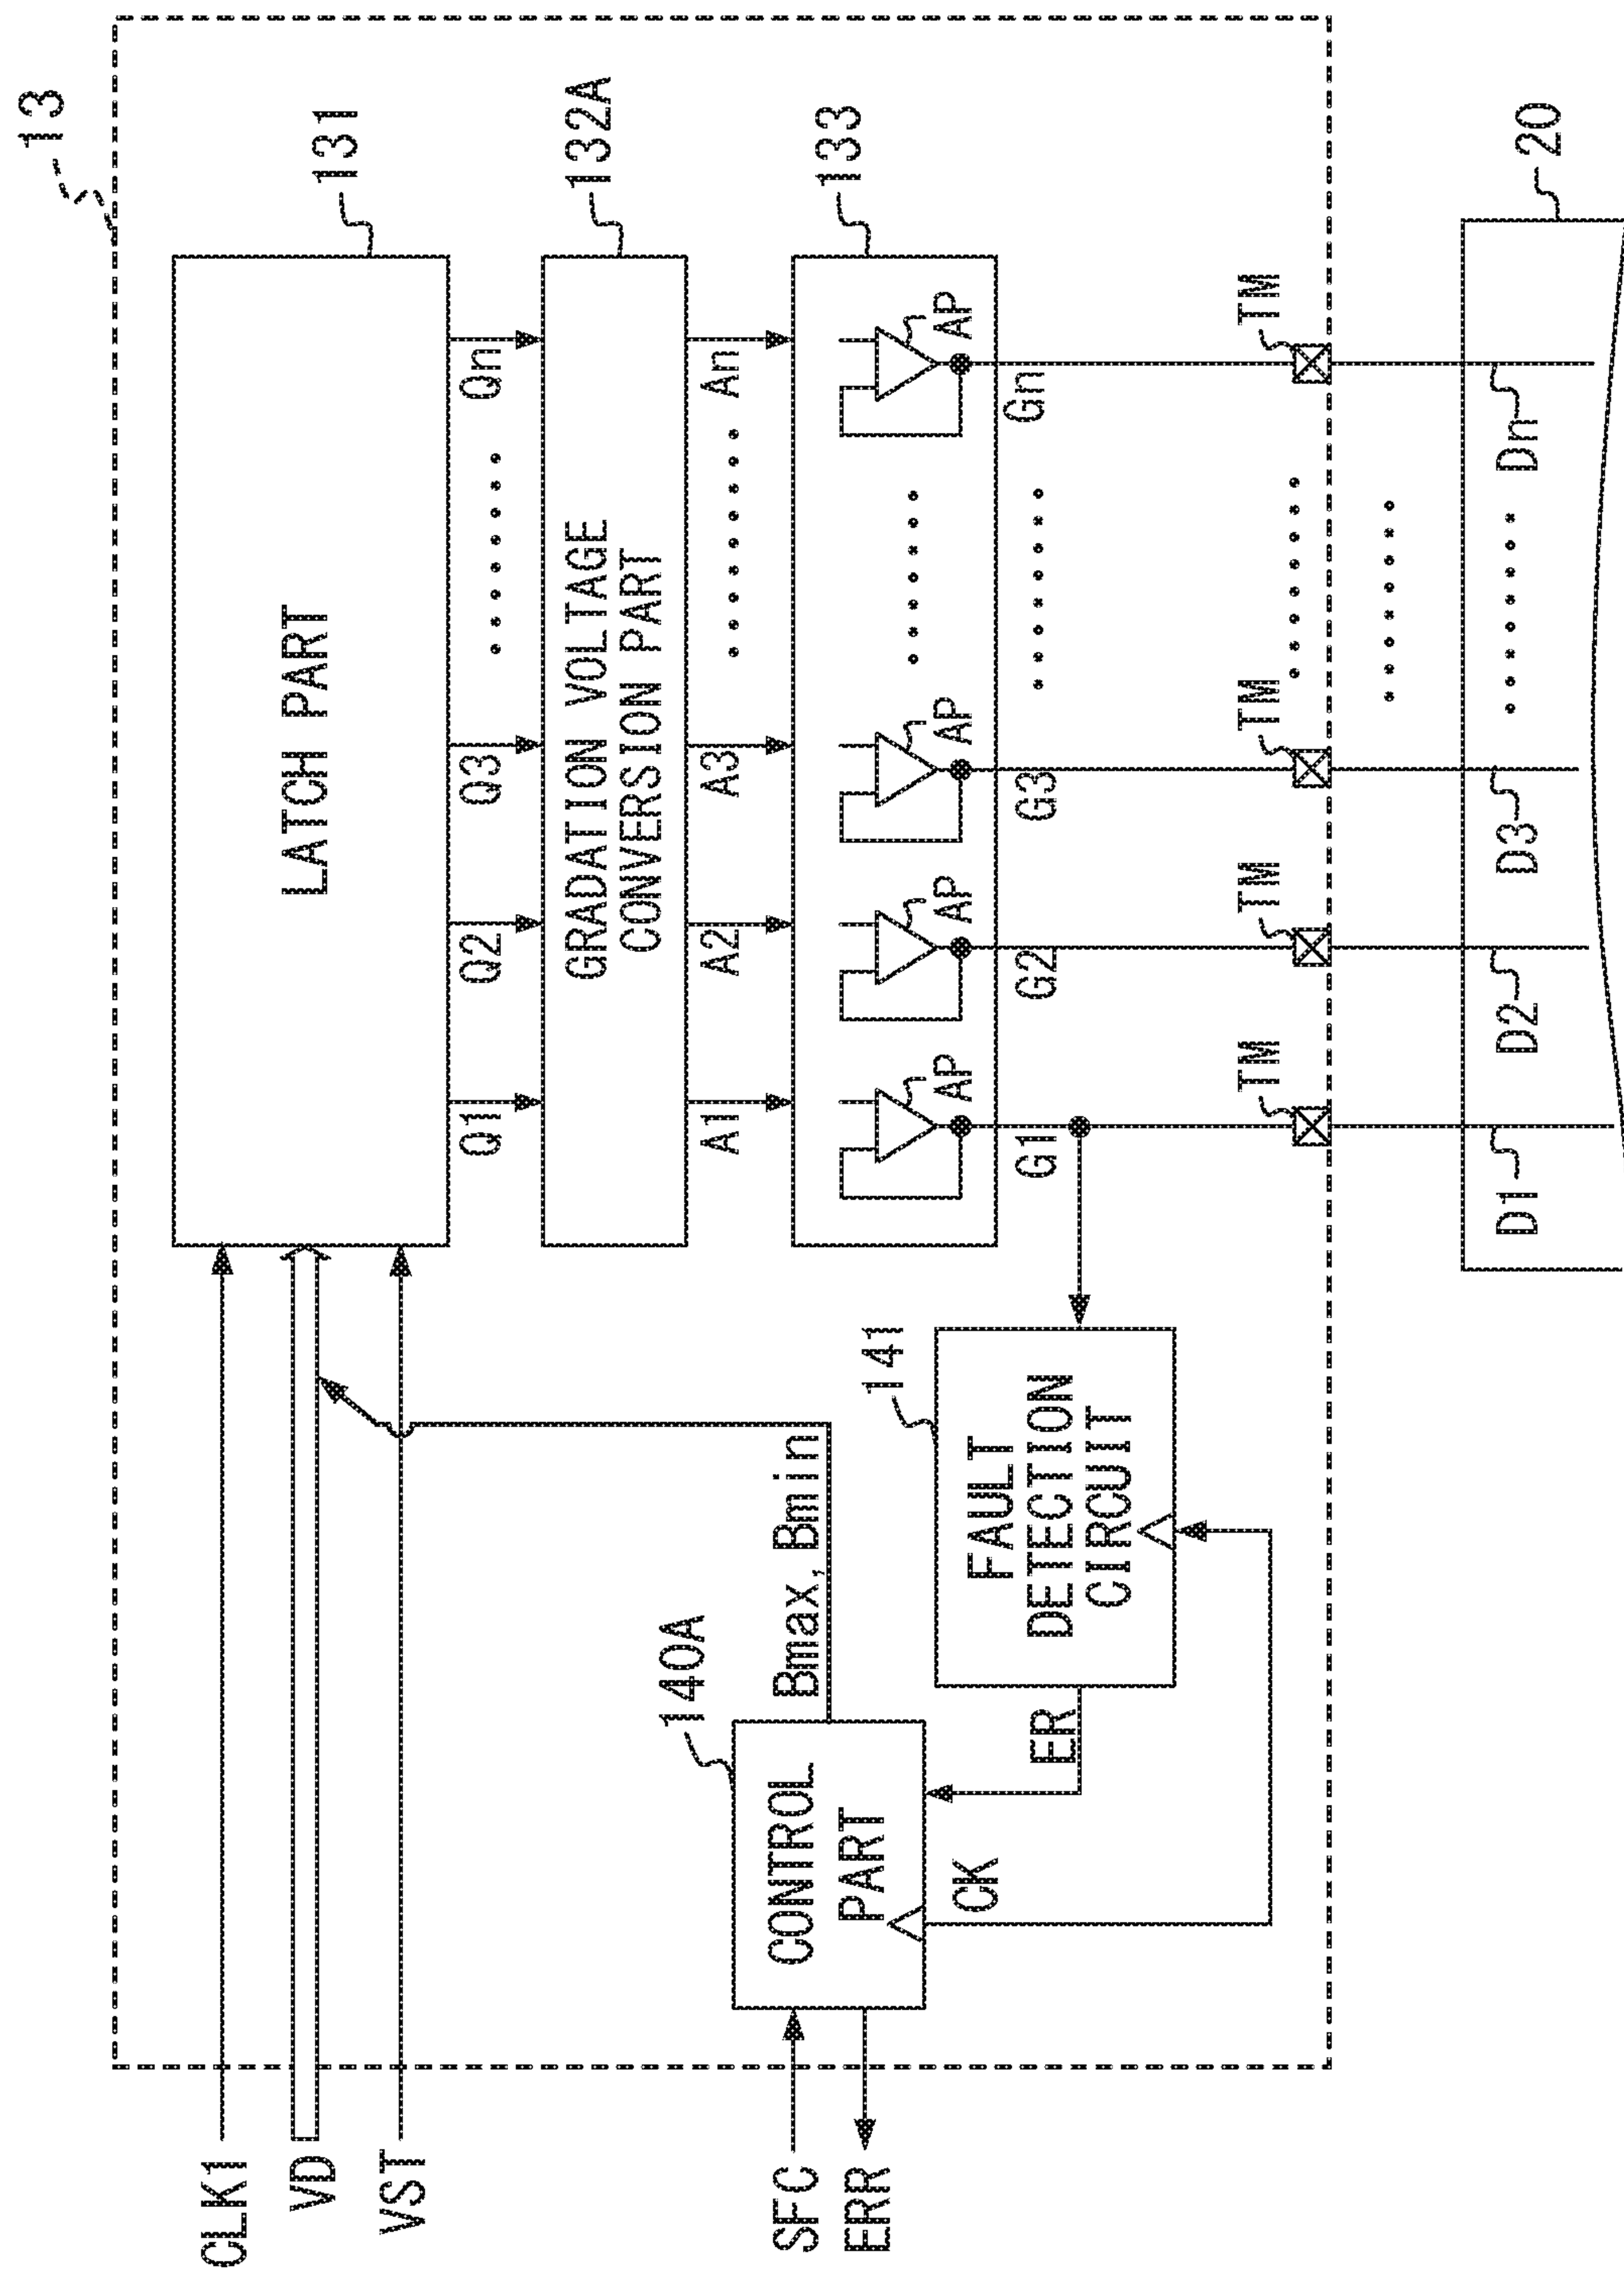 13
CLK1
VD
VST
LATCH PART
131
Q1
Q2
Q3
Qn
GRADATION VOLTAGE
CONVERSION PART
132A
A1
A2
A3
An
133
AP
AP
AP
AP
G1
G2
G3
Gn
SFC
ERR
140A
CONTROL
PART
Bmax, Bmin
CK
ER
141
FAULT
DETECTION
CIRCUIT
TM
TM
TM
TM
20
D1
D2
D3
Dn